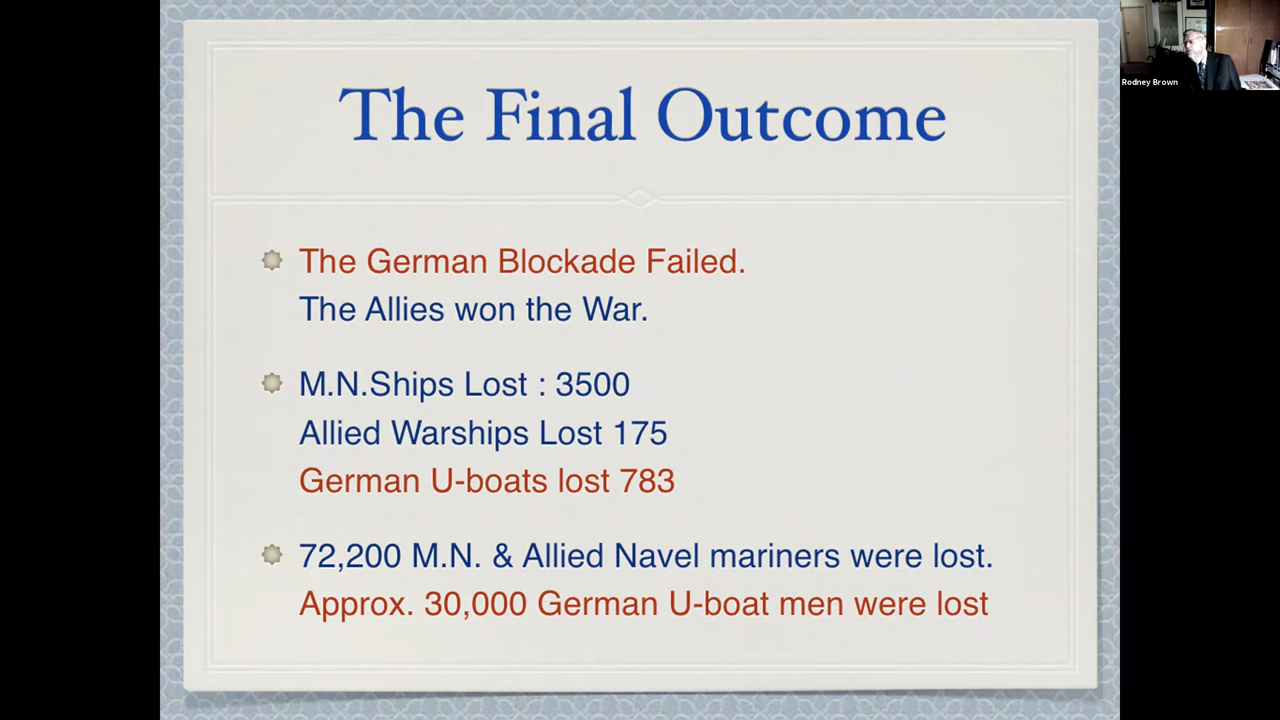 The Final Outcome
The German Blockade Failed.
The Allies won the War.
M.N.Ships Lost : 3500
Allied Warships Lost 175
German U-boats lost 783
72,200 M.N. & Allied Navel mariners were lost.
Approx. 30,000 German U-boat men were lost
Rodney Brown